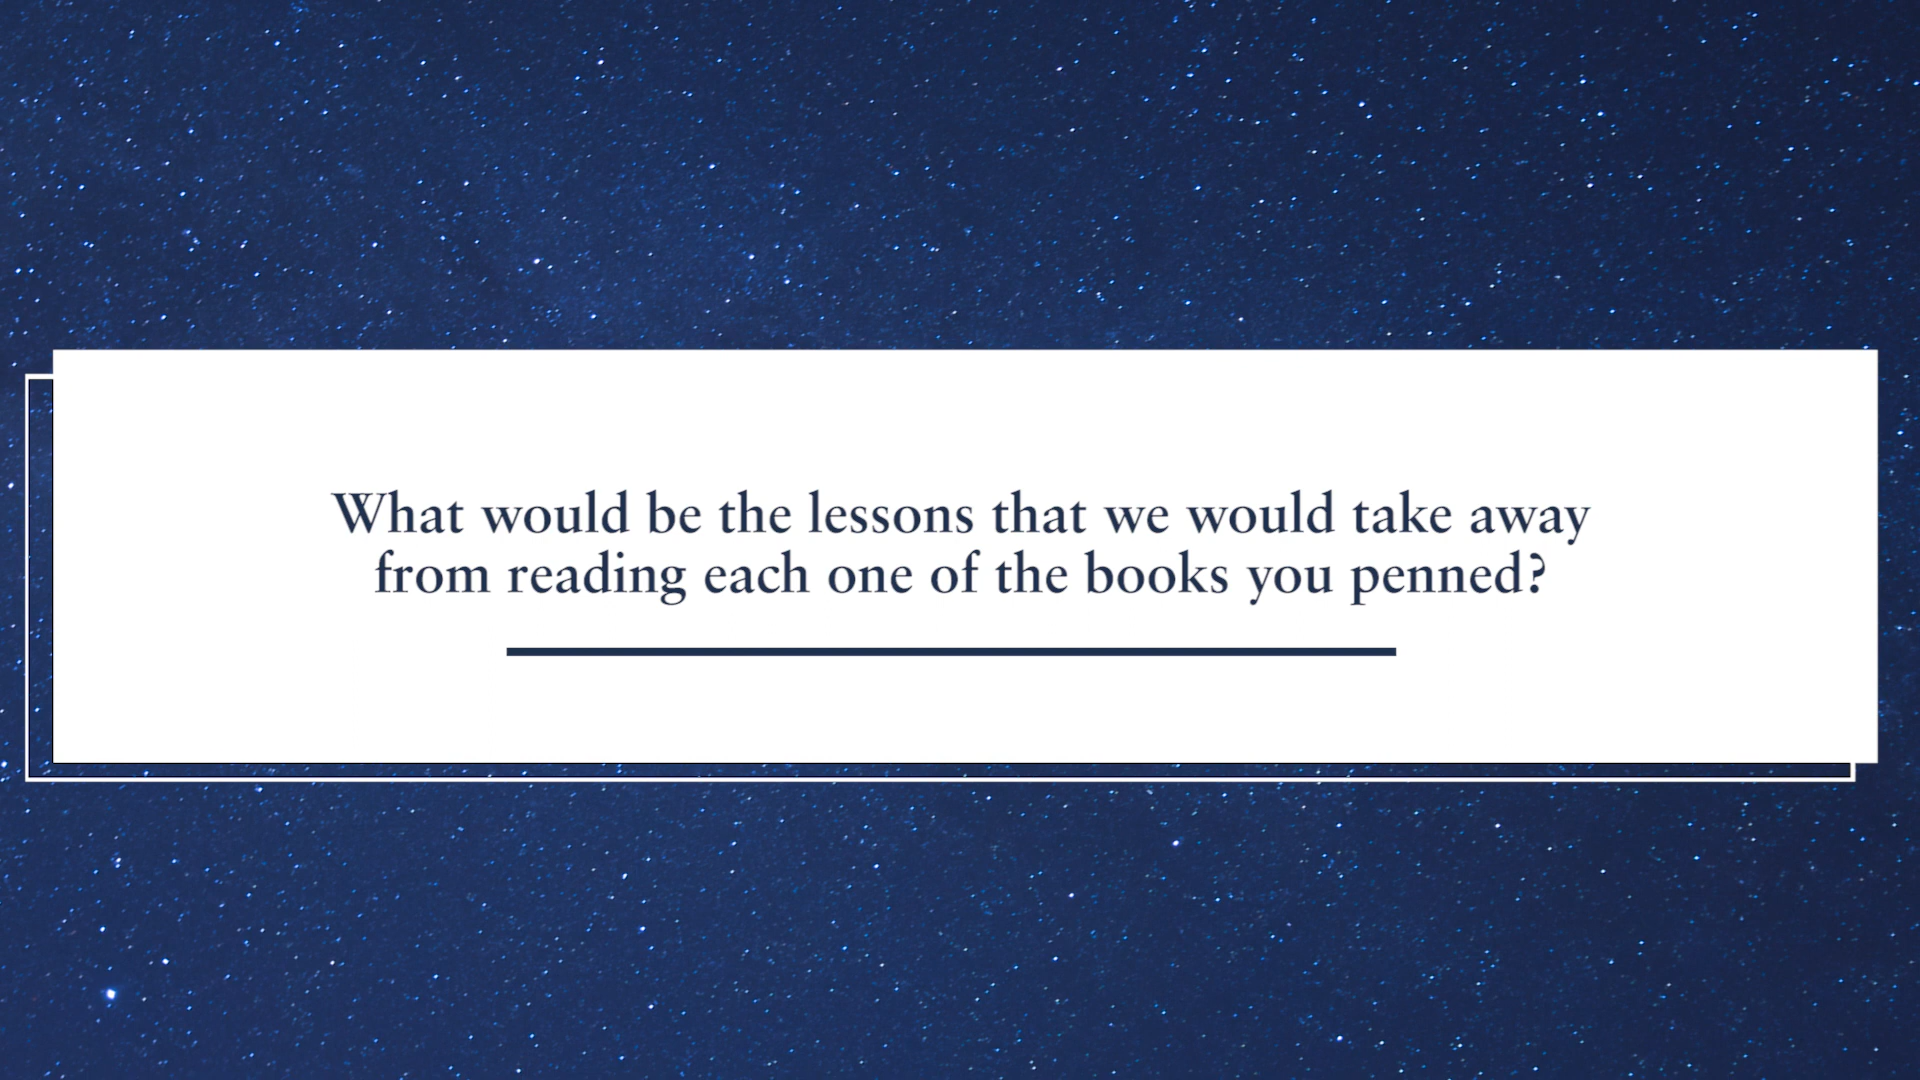 What would be the lessons that we would take away
from reading each one of the books you penned?